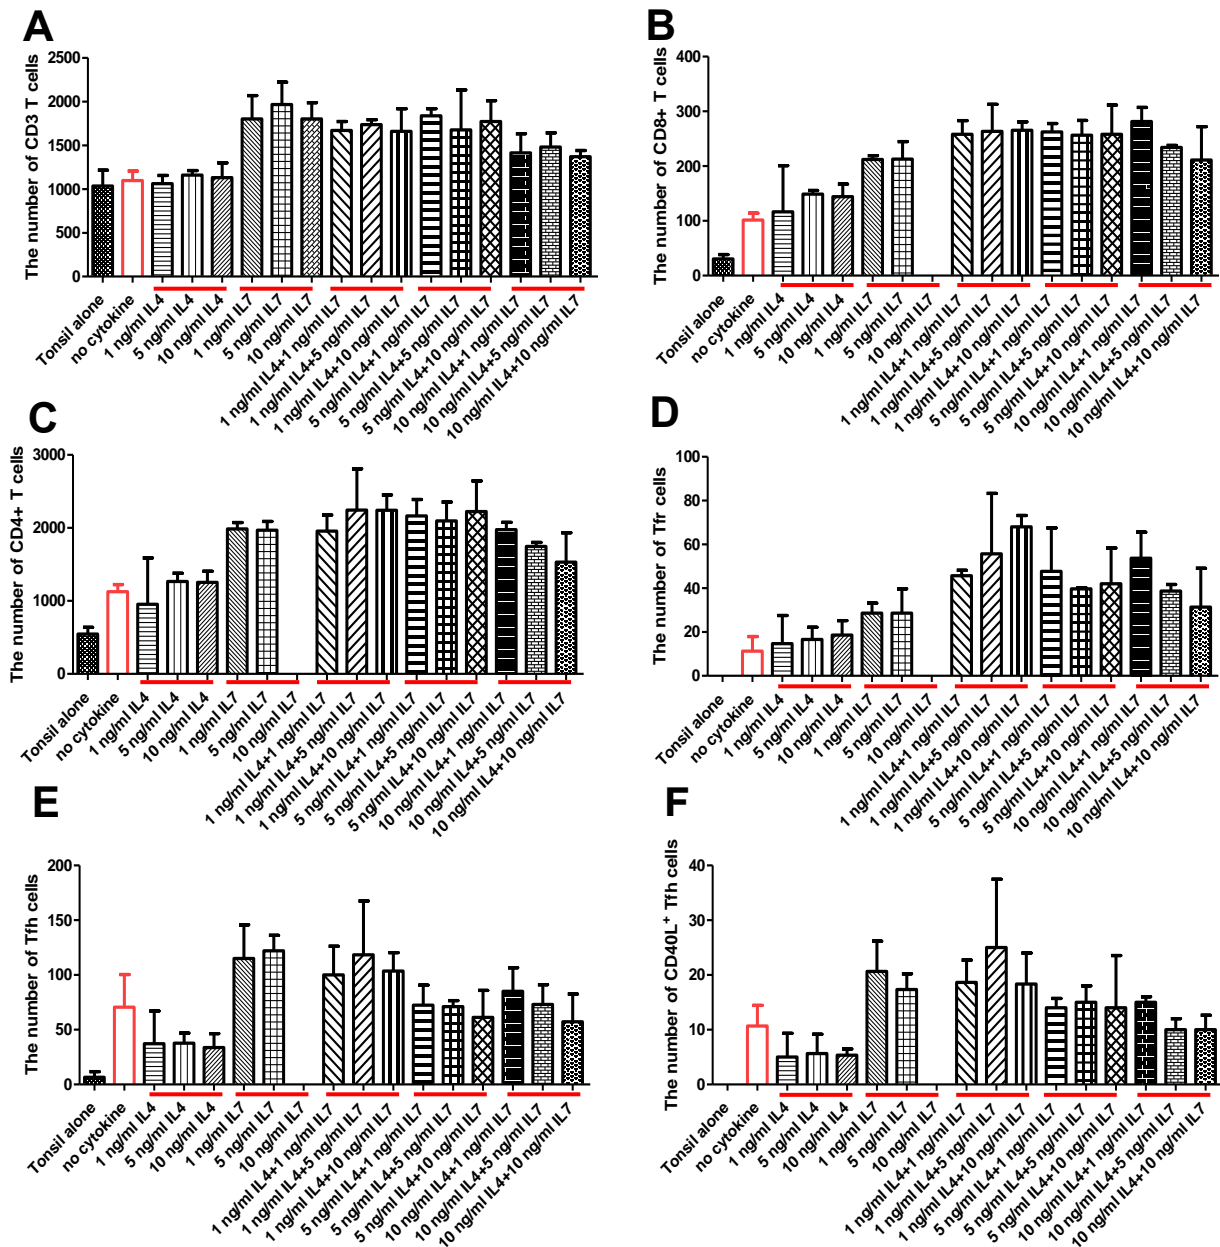 A
The number of CD3 T cells
2500
2000
1500
1000
500
0
Tonsil alone
no cytokine
1 ng/ml IL4
5 ng/ml IL4
10 ng/ml IL4
1 ng/ml IL7
5 ng/ml IL7
10 ng/ml IL7
1 ng/ml IL4+1 ng/ml IL7
1 ng/ml IL4+5 ng/ml IL7
1 ng/ml IL4+10 ng/ml IL7
5 ng/ml IL4+1 ng/ml IL7
5 ng/ml IL4+5 ng/ml IL7
5 ng/ml IL4+10 ng/ml IL7
10 ng/ml IL4+1 ng/ml IL7
10 ng/ml IL4+5 ng/ml IL7
10 ng/ml IL4+10 ng/ml IL7
B
The number of CD8+ T cells
400
300
200
100
0
Tonsil alone
no cytokine
1 ng/ml IL4
5 ng/ml IL4
10 ng/ml IL4
1 ng/ml IL7
5 ng/ml IL7
10 ng/ml IL7
1 ng/ml IL4+1 ng/ml IL7
1 ng/ml IL4+5 ng/ml IL7
1 ng/ml IL4+10 ng/ml IL7
5 ng/ml IL4+1 ng/ml IL7
5 ng/ml IL4+5 ng/ml IL7
5 ng/ml IL4+10 ng/ml IL7
10 ng/ml IL4+1 ng/ml IL7
10 ng/ml IL4+5 ng/ml IL7
10 ng/ml IL4+10 ng/ml IL7
C
The number of CD4+ T cells
3000
2000
1000
0
Tonsil alone
no cytokine
1 ng/ml IL4
5 ng/ml IL4
10 ng/ml IL4
1 ng/ml IL7
5 ng/ml IL7
10 ng/ml IL7
1 ng/ml IL4+1 ng/ml IL7
1 ng/ml IL4+5 ng/ml IL7
1 ng/ml IL4+10 ng/ml IL7
5 ng/ml IL4+1 ng/ml IL7
5 ng/ml IL4+5 ng/ml IL7
5 ng/ml IL4+10 ng/ml IL7
10 ng/ml IL4+1 ng/ml IL7
10 ng/ml IL4+5 ng/ml IL7
10 ng/ml IL4+10 ng/ml IL7
D
The number of Tfr cells
100
80
60
40
20
0
Tonsil alone
no cytokine
1 ng/ml IL4
5 ng/ml IL4
10 ng/ml IL4
1 ng/ml IL7
5 ng/ml IL7
10 ng/ml IL7
1 ng/ml IL4+1 ng/ml IL7
1 ng/ml IL4+5 ng/ml IL7
1 ng/ml IL4+10 ng/ml IL7
5 ng/ml IL4+1 ng/ml IL7
5 ng/ml IL4+5 ng/ml IL7
5 ng/ml IL4+10 ng/ml IL7
10 ng/ml IL4+1 ng/ml IL7
10 ng/ml IL4+5 ng/ml IL7
10 ng/ml IL4+10 ng/ml IL7
E
The number of Tfh cells
200
150
100
50
0
Tonsil alone
no cytokine
1 ng/ml IL4
5 ng/ml IL4
10 ng/ml IL4
1 ng/ml IL7
5 ng/ml IL7
10 ng/ml IL7
1 ng/ml IL4+1 ng/ml IL7
1 ng/ml IL4+5 ng/ml IL7
1 ng/ml IL4+10 ng/ml IL7
5 ng/ml IL4+1 ng/ml IL7
5 ng/ml IL4+5 ng/ml IL7
5 ng/ml IL4+10 ng/ml IL7
10 ng/ml IL4+1 ng/ml IL7
10 ng/ml IL4+5 ng/ml IL7
10 ng/ml IL4+10 ng/ml IL7
F
The number of CD40L⁺ Tfh cells
40
30
20
10
0
Tonsil alone
no cytokine
1 ng/ml IL4
5 ng/ml IL4
10 ng/ml IL4
1 ng/ml IL7
5 ng/ml IL7
10 ng/ml IL7
1 ng/ml IL4+1 ng/ml IL7
1 ng/ml IL4+5 ng/ml IL7
1 ng/ml IL4+10 ng/ml IL7
5 ng/ml IL4+1 ng/ml IL7
5 ng/ml IL4+5 ng/ml IL7
5 ng/ml IL4+10 ng/ml IL7
10 ng/ml IL4+1 ng/ml IL7
10 ng/ml IL4+5 ng/ml IL7
10 ng/ml IL4+10 ng/ml IL7